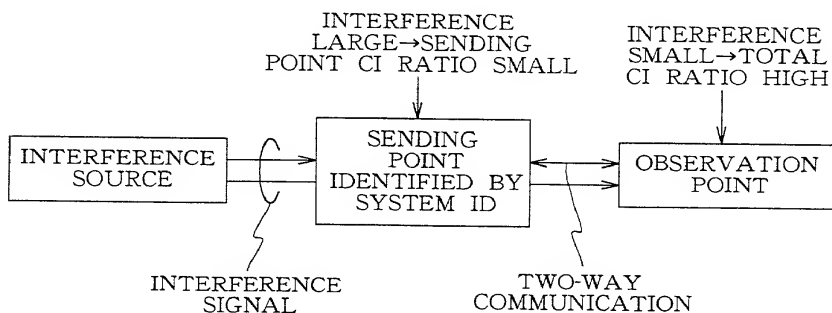 INTERFERENCE
LARGE→SENDING
POINT CI RATIO SMALL
INTERFERENCE
SMALL→TOTAL
CI RATIO HIGH
INTERFERENCE
SOURCE
SENDING
POINT
IDENTIFIED BY
SYSTEM ID
OBSERVATION
POINT
INTERFERENCE
SIGNAL
TWO-WAY
COMMUNICATION